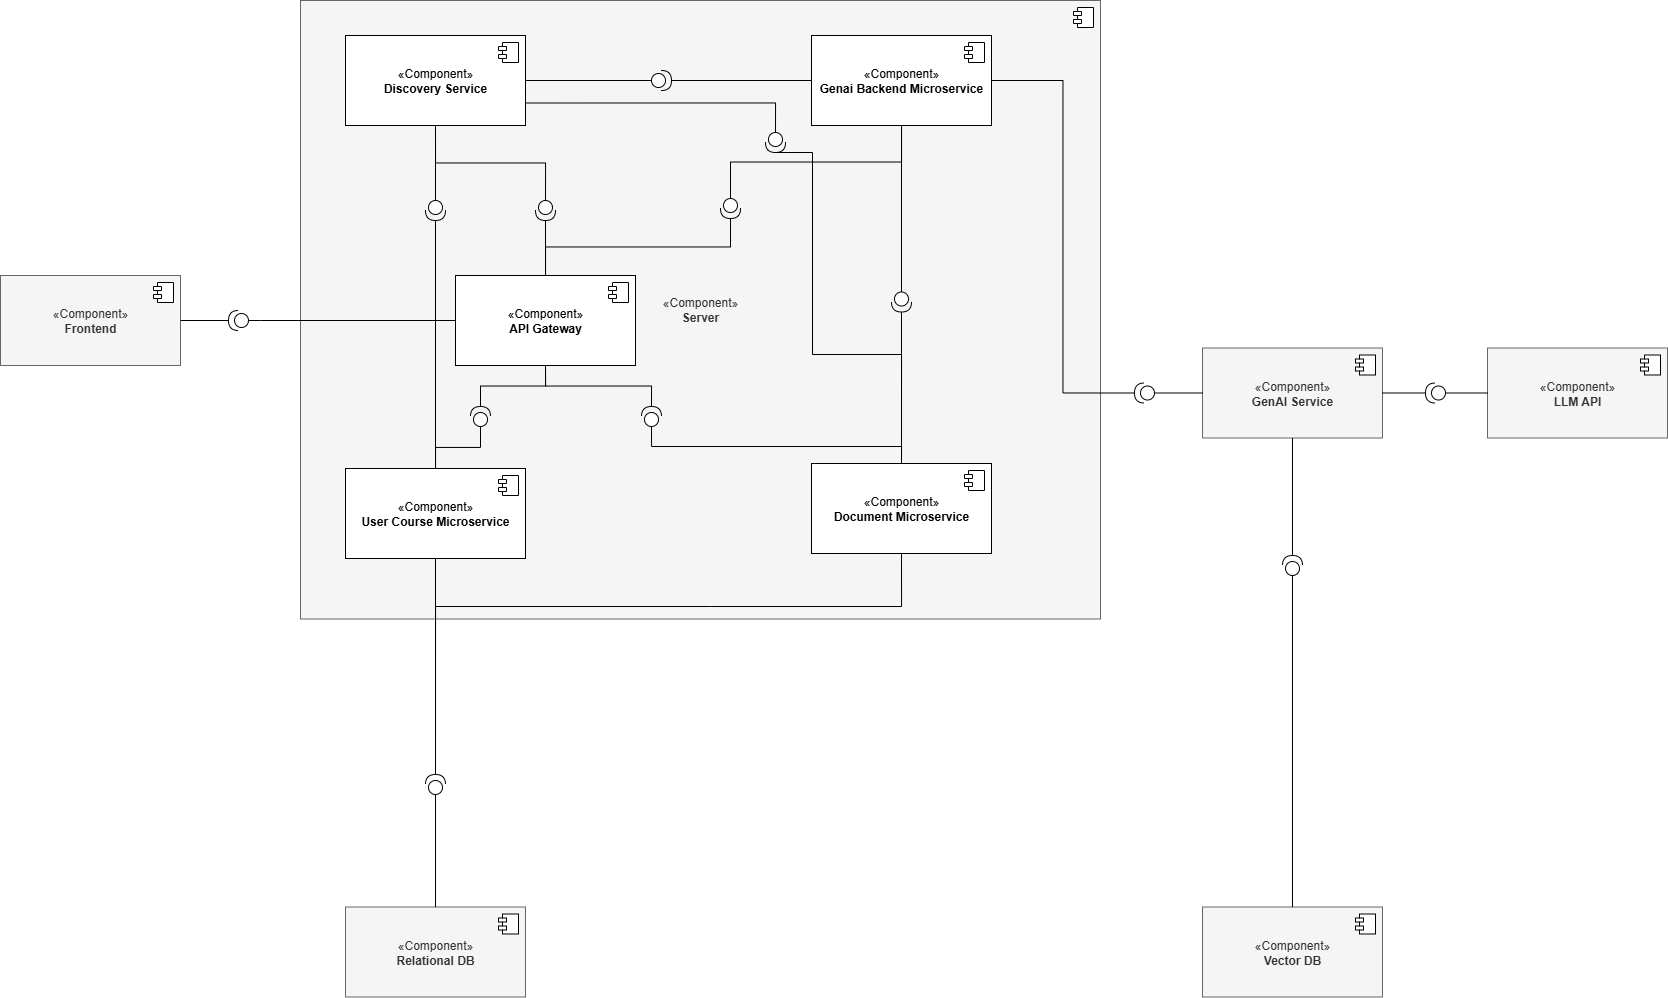 «Component»
Discovery Service
«Component»
Genai Backend Microservice
«Component»
Frontend
«Component»
API Gateway
«Component»
Server
«Component»
GenAI Service
«Component»
LLM API
«Component»
User Course Microservice
«Component»
Document Microservice
«Component»
Relational DB
«Component»
Vector DB